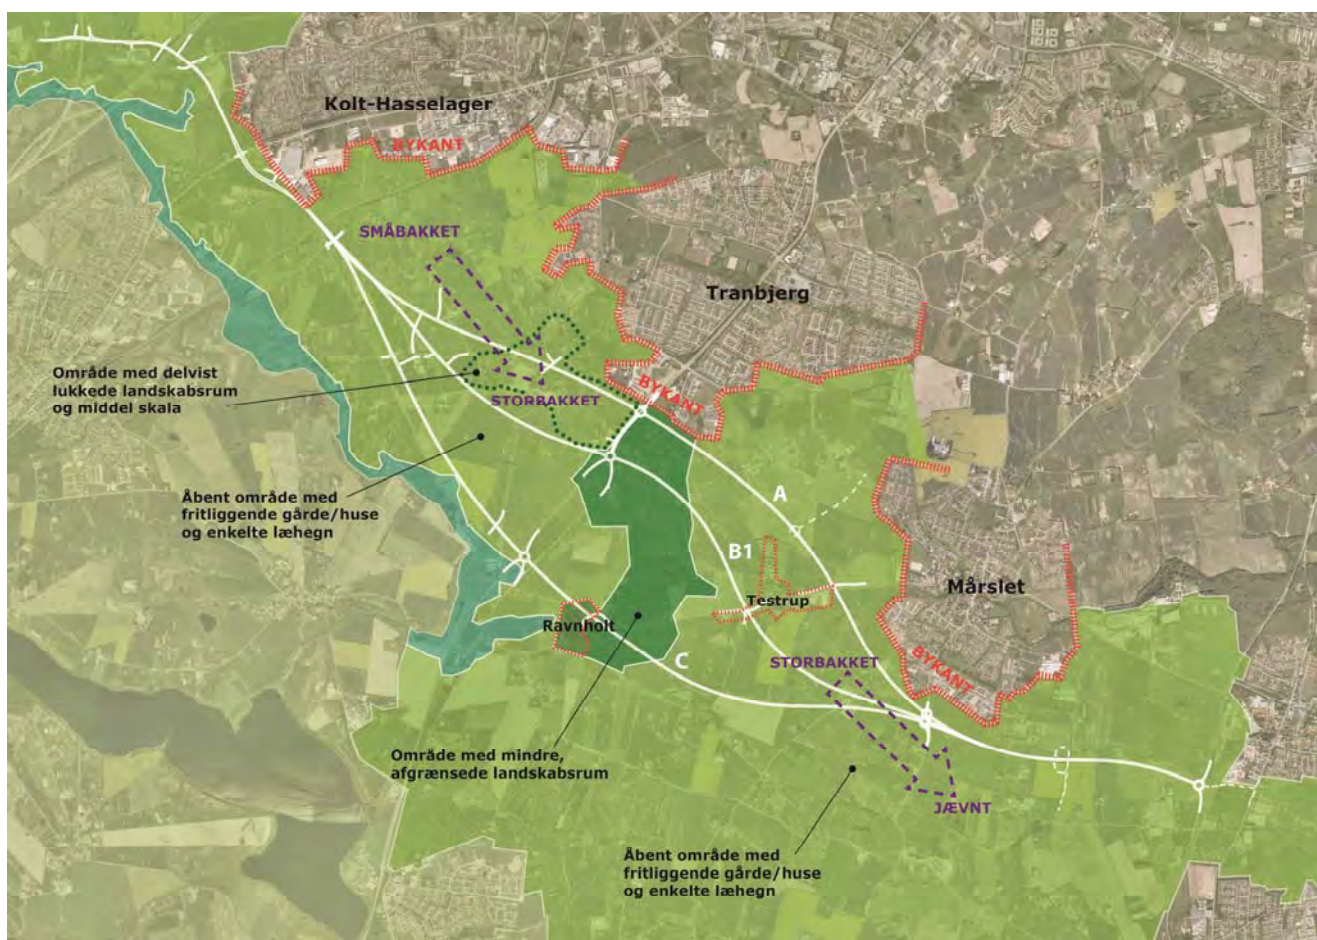 Kolt-Hasselager
BYKANT
SMÅBAKKET
Tranbjerg
Område med delvist
lukkede landskabsrum
og middel skala
BYKANT
STORBAKKET
Åbent område med
fritliggende gårde/huse
og enkelte læhegn
A
B1
Mårslet
Testrup
Ravnholt
C
STORBAKKET
BYKANT
Område med mindre,
afgrænsede landskabsrum
JÆVNT
Åbent område med
fritliggende gårde/huse
og enkelte læhegn